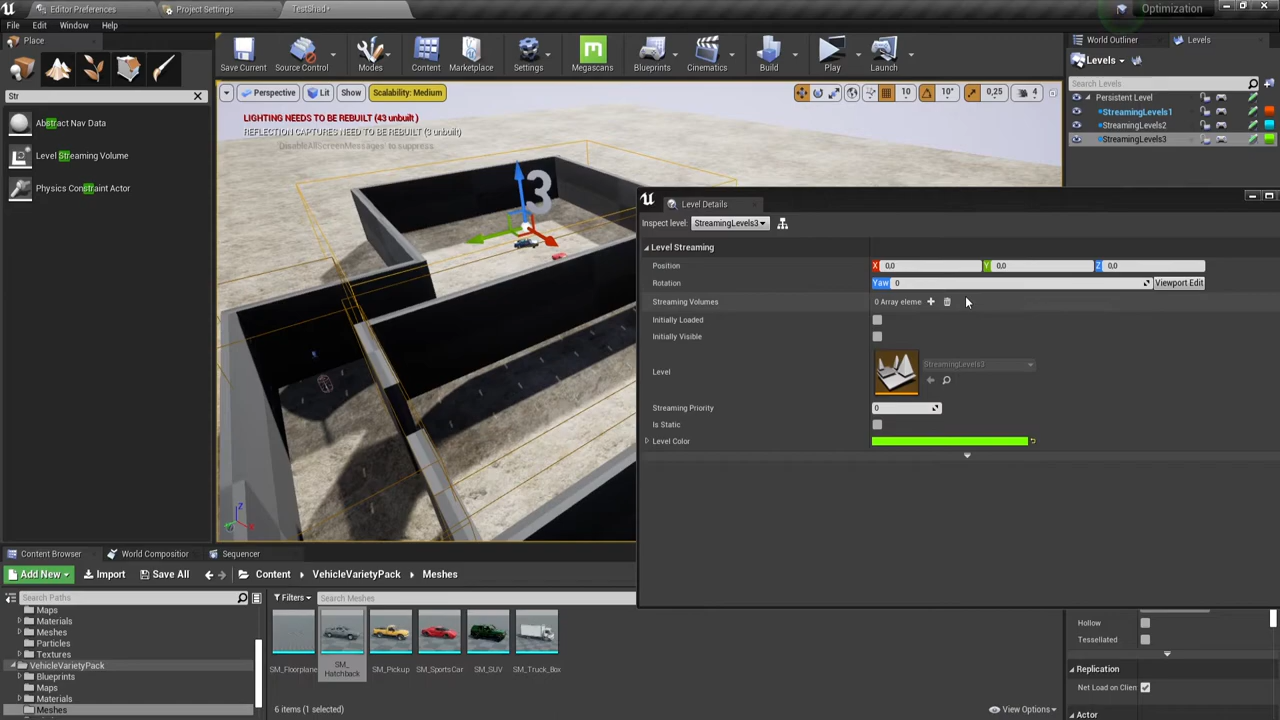 Editor Preferences
Project Settings
TestShad•
Optimization
File Edit Window Help
Place
World Outliner
Levels
Str
Save Current
Source Control
Modes
Content
Marketplace
Settings
Megascans
Blueprints
Cinematics
Build
Play
Launch
Levels
Search Levels
Perspective
Lit
Show
Scalability: Medium
10
10°
0,25
4
Persistent Level
StreamingLevels1
StreamingLevels2
StreamingLevels3
Abstract Nav Data
Level Streaming Volume
Physics Constraint Actor
LIGHTING NEEDS TO BE REBUILT (43 unbuilt )
REFLECTION CAPTURES NEED TO BE REBUILT (3 unbuilt)
DisableAllScreenMessages' to suppress
3
Z
Level Details
Inspect level: StreamingLevels3
Level Streaming
Position X 0,0 Y 0,0 Z 0,0
Rotation Yaw 0 Viewport Edit
Streaming Volumes 0 Array eleme
Initially Loaded
Initially Visible
Level StreamingLevels3
Streaming Priority 0
Is Static
Level Color
Content Browser
World Compositior
Sequencer
Add New
Import
Save All
Content
VehicleVarietyPack
Meshes
Search Paths
Filters
Search Meshes
Maps
Materials
Meshes
Particles
Textures
VehicleVarietyPack
Blueprints
Maps
Materials
Meshes
SM_Floorplane
SM_
Hatchback
SM_Pickup
SM_SportsCar
SM_SUV
SM_Truck_Box
6 items (1 selected)
View Options
Hollow
Tessellated
Replication
Net Load on Clien
Actor